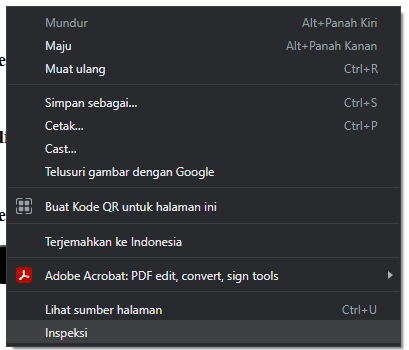 Mundur Alt+Panah Kiri
Maju Alt+Panah Kanan
Muat ulang Ctrl+R
Simpan sebagai... Ctrl+S
Cetak... Ctrl+P
Cast...
Telusuri gambar dengan Google
Buat Kode QR untuk halaman ini
Terjemahkan ke Indonesia
Adobe Acrobat: PDF edit, convert, sign tools
Lihat sumber halaman Ctrl+U
Inspeksi